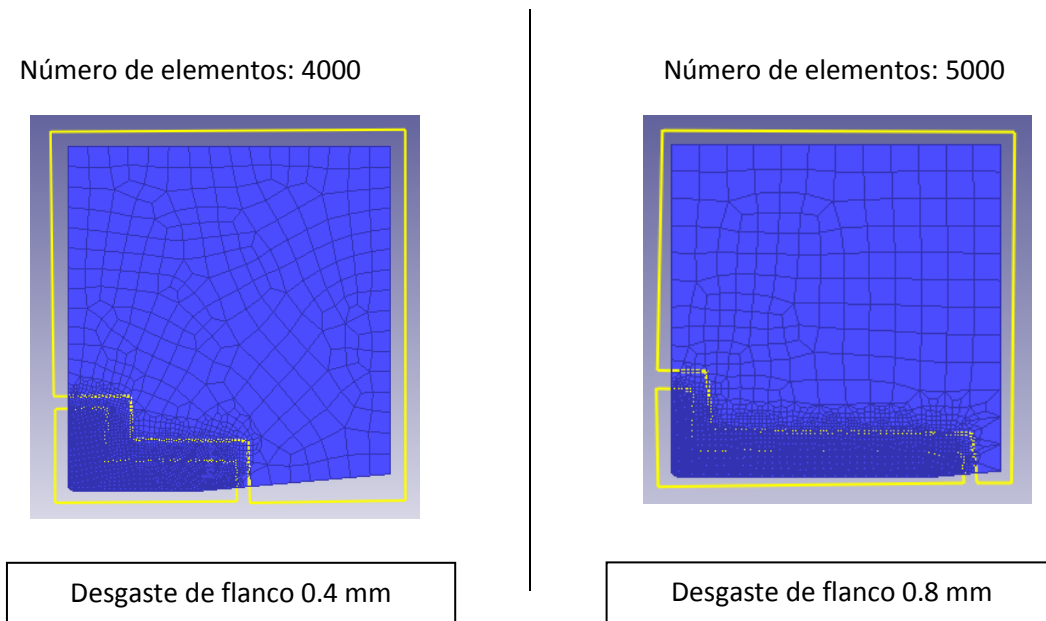 Número de elementos: 4000
Número de elementos: 5000
Desgaste de flanco 0.4 mm
Desgaste de flanco 0.8 mm